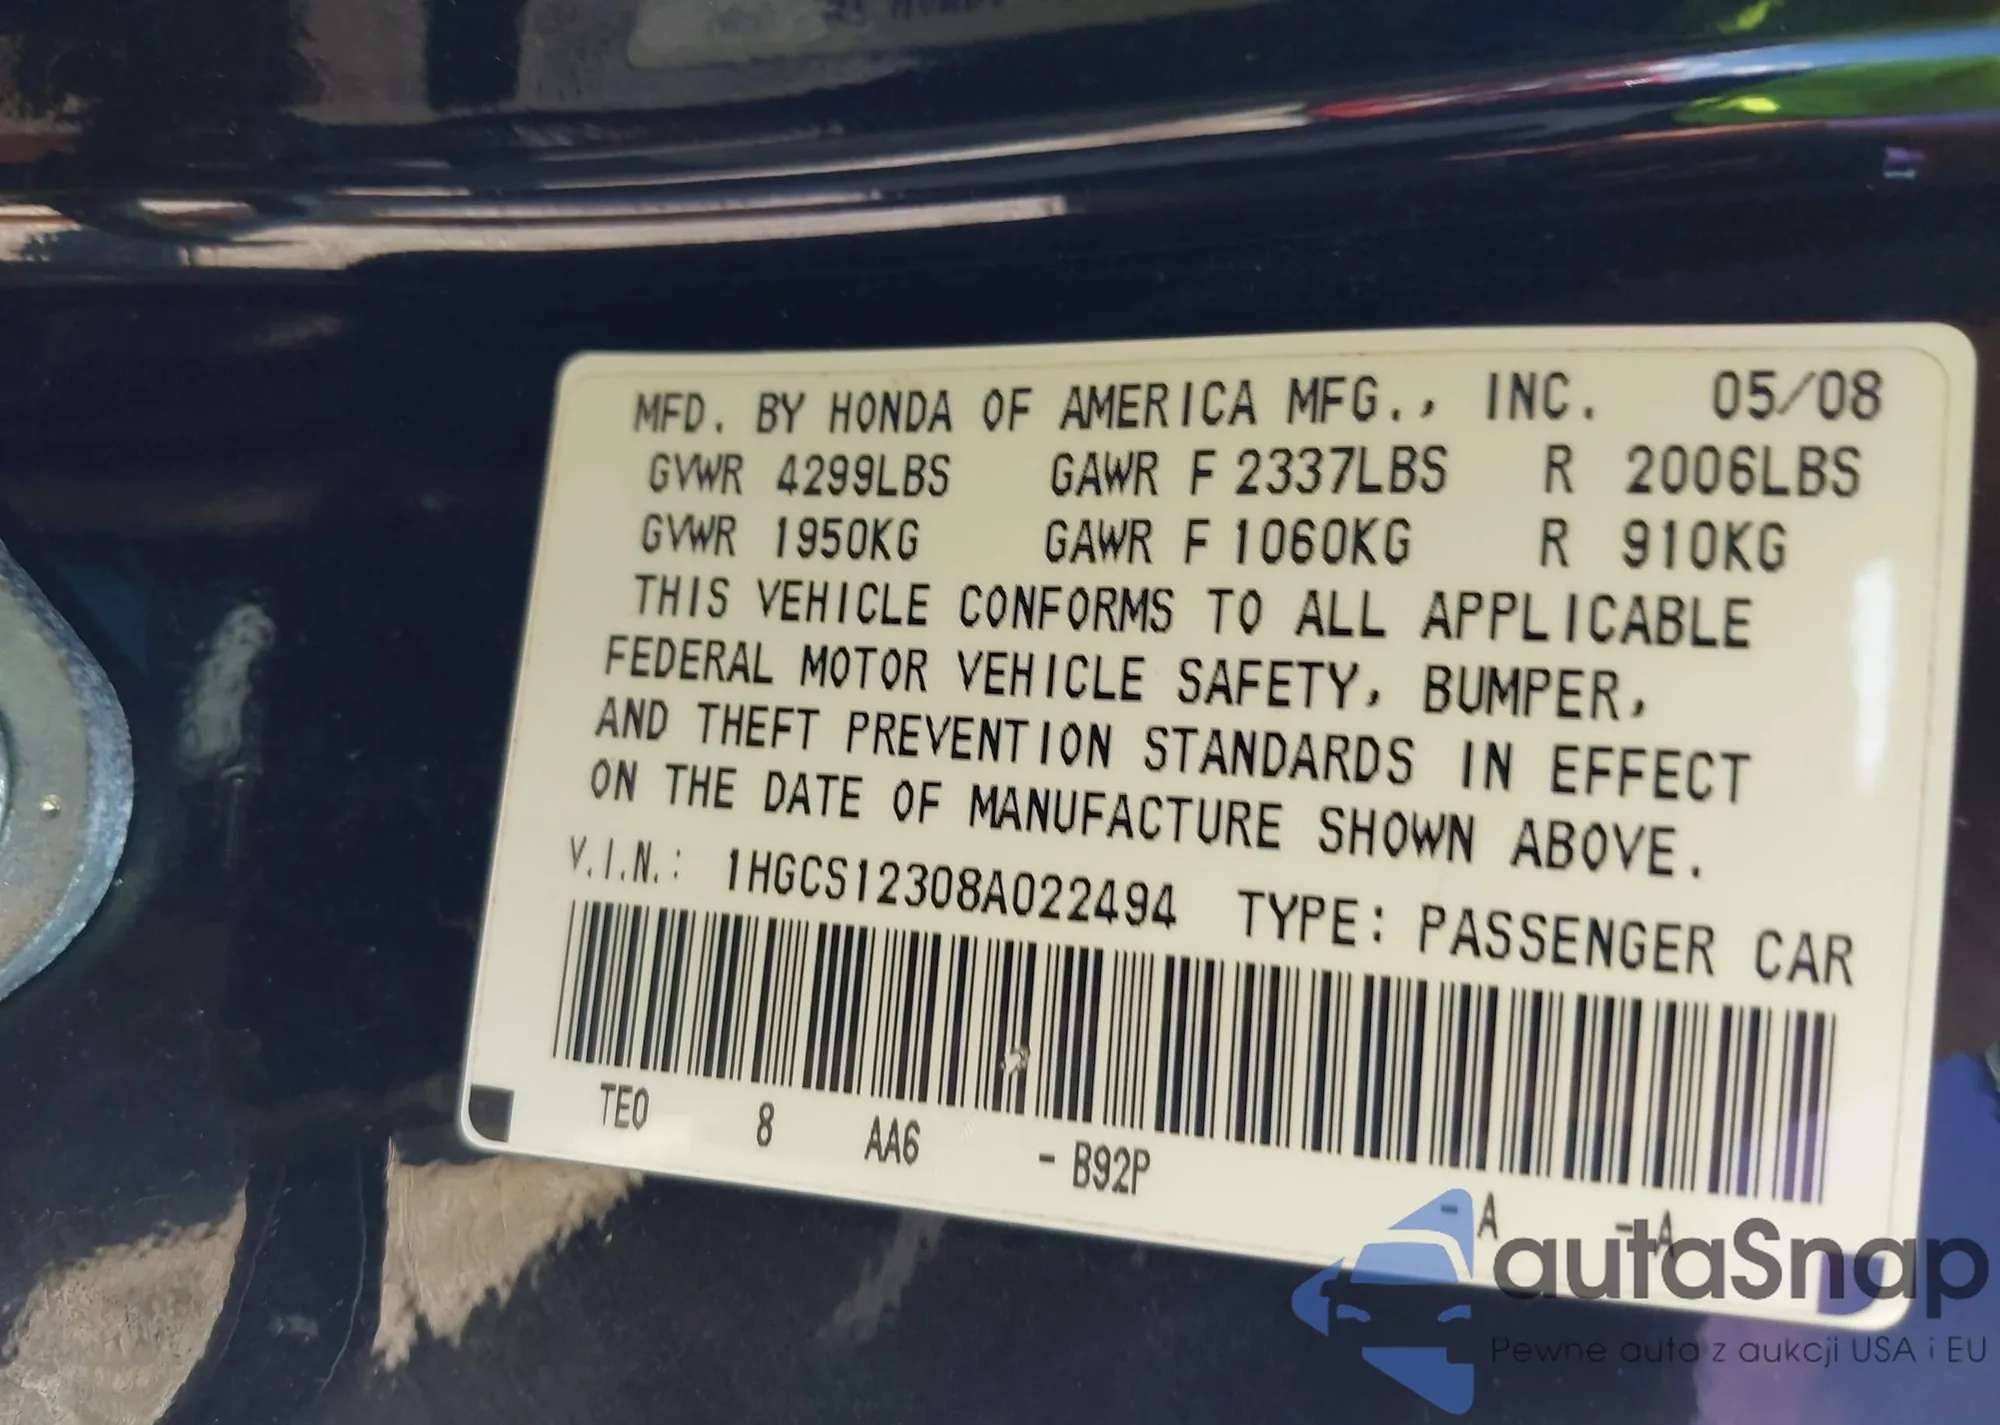 MFD. BY HONDA OF AMERICA MFG., INC. 05/08
GVWR 4299LBS GAWR F 2337LBS R 2006LBS
GVWR 1950KG GAWR F 1060KG R 910KG
THIS VEHICLE CONFORMS TO ALL APPLICABLE
FEDERAL MOTOR VEHICLE SAFETY, BUMPER,
AND THEFT PREVENTION STANDARDS IN EFFECT
ON THE DATE OF MANUFACTURE SHOWN ABOVE.
V.I.N.: 1HGCS12308A022494 TYPE: PASSENGER CAR
TE0 8 AA6 - B92P - A - A
autaSnap
Pewne auta z aukcji USA i EU